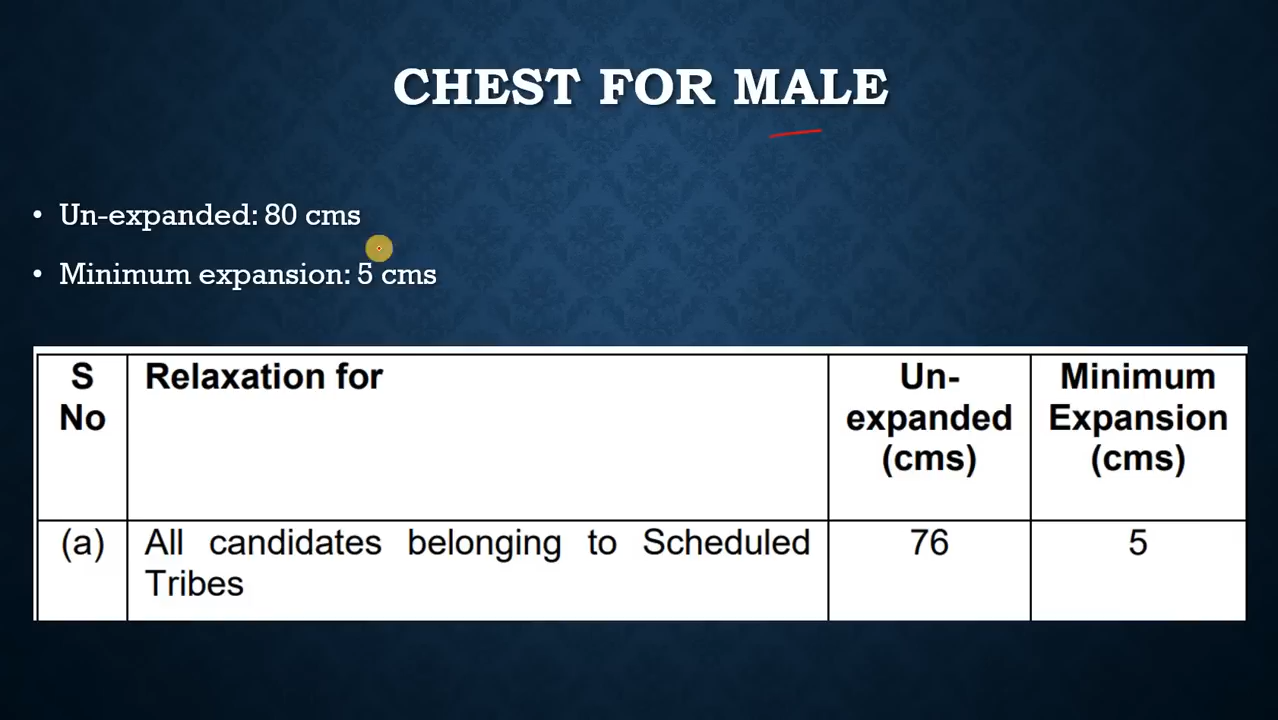 CHEST FOR MALE
• Un-expanded: 80 cms
• Minimum expansion: 5 cms
S No
Relaxation for
Un-expanded (cms)
Minimum Expansion (cms)
(a)
All candidates belonging to Scheduled
Tribes
76
5